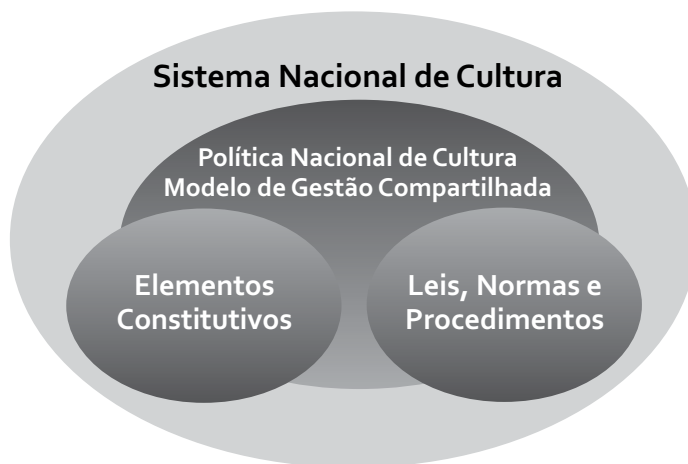 Sistema Nacional de Cultura
Política Nacional de Cultura
Modelo de Gestão Compartilhada
Elementos
Constitutivos
Leis, Normas e
Procedimentos